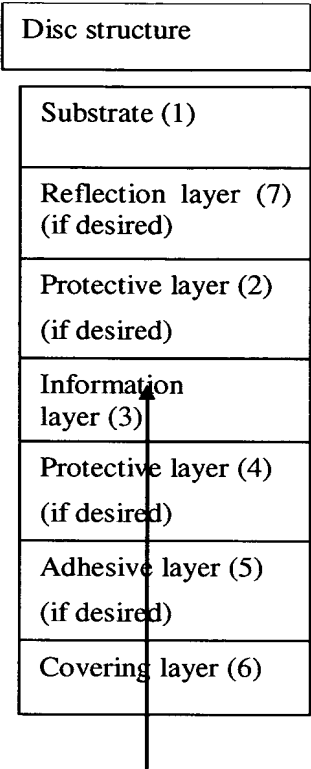 Disc structure
Substrate (1)
Reflection layer (7)
(if desired)
Protective layer (2)
(if desired)
Information
layer (3)
Protective layer (4)
(if desired)
Adhesive layer (5)
(if desired)
Covering layer (6)